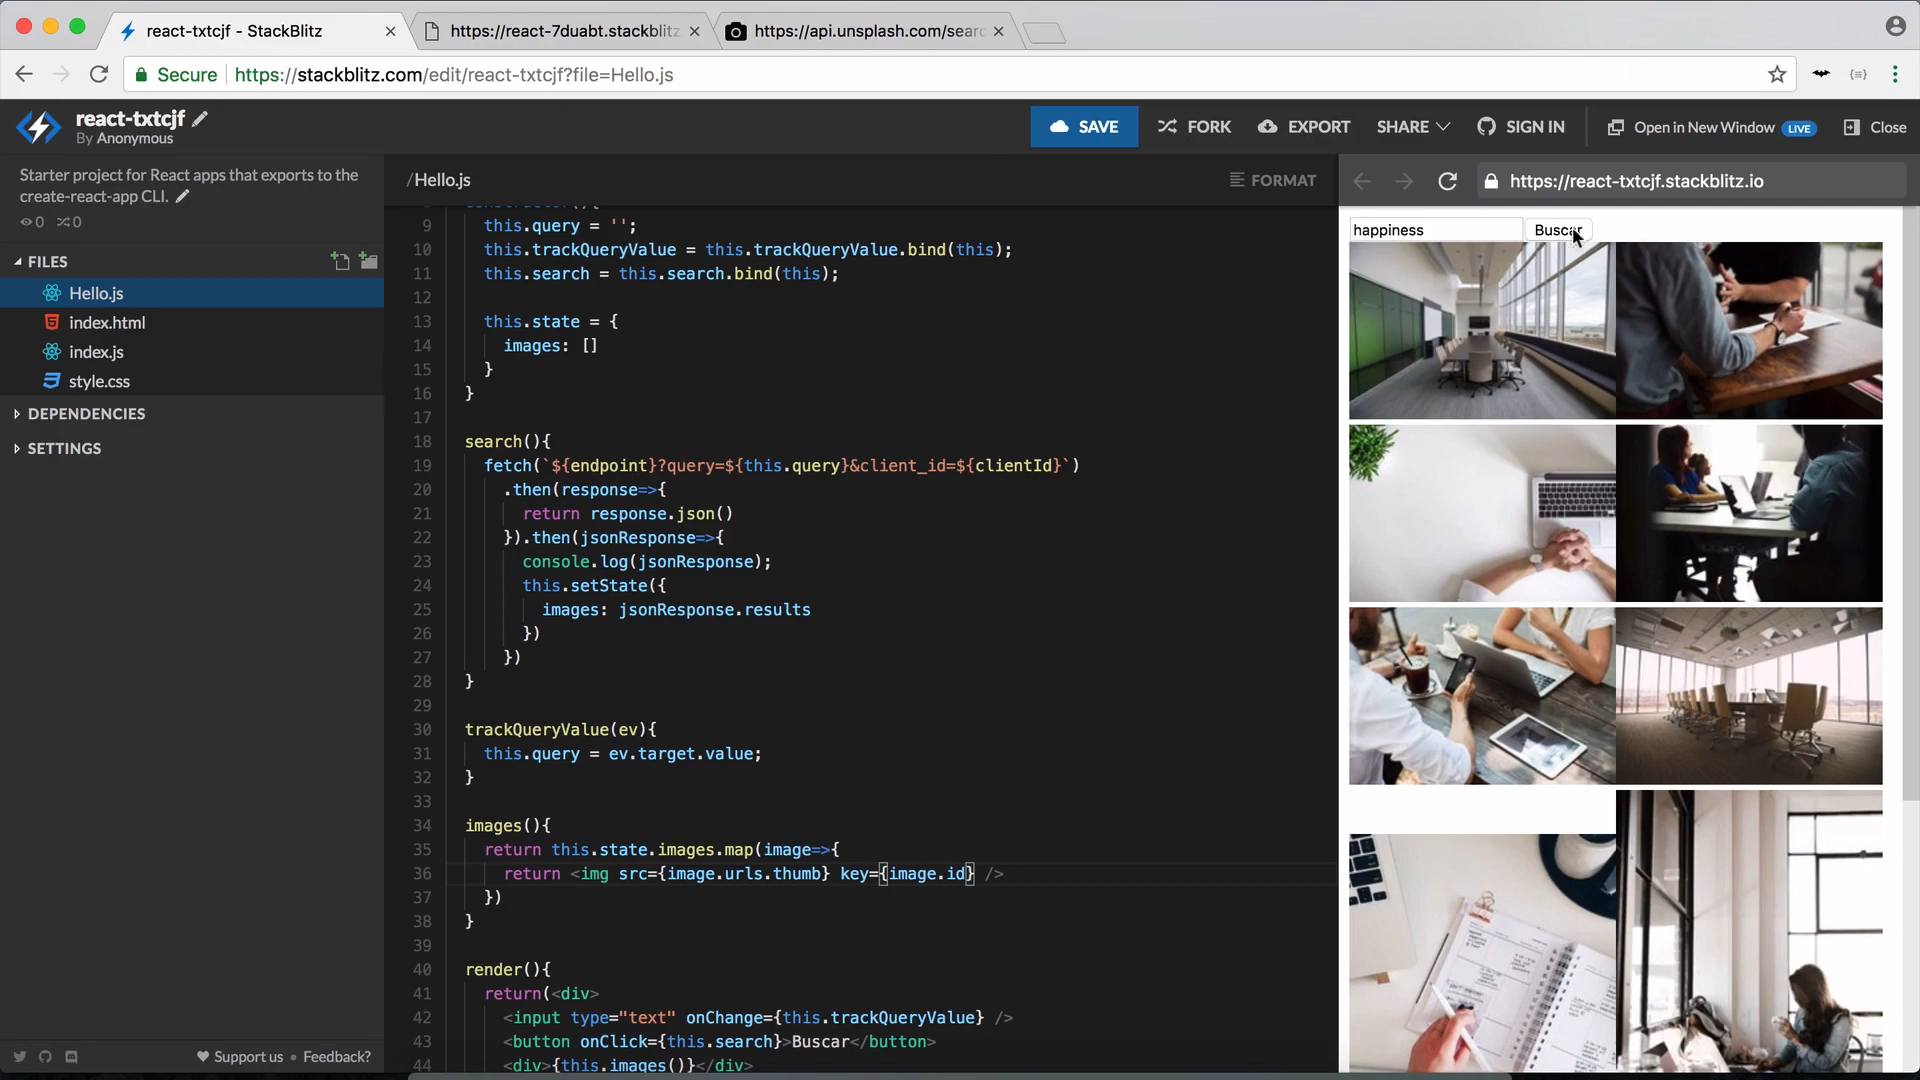 react-txtcjf - StackBlitz
https://react-7duabt.stackblitz
https://api.unsplash.com/searc
Secure https://stackblitz.com/edit/react-txtcjf?file=Hello.js
react-txtcjf
By Anonymous
SAVE
FORK
EXPORT
SHARE
SIGN IN
Open in New Window LIVE
Close
Starter project for React apps that exports to the
create-react-app CLI.
0 0
FILES
Hello.js
index.html
index.js
style.css
DEPENDENCIES
SETTINGS
Support us • Feedback?
/Hello.js
FORMAT
9 this.query = '';
10 this.trackQueryValue = this.trackQueryValue.bind(this);
11 this.search = this.search.bind(this);
12
13 this.state = {
14 images: []
15 }
16 }
17
18 search(){
19 fetch(`${endpoint}?query=${this.query}&client_id=${clientId}`)
20 .then(response=>{
21 return response.json()
22 }).then(jsonResponse=>{
23 console.log(jsonResponse);
24 this.setState({
25 images: jsonResponse.results
26 })
27 })
28 }
29
30 trackQueryValue(ev){
31 this.query = ev.target.value;
32 }
33
34 images(){
35 return this.state.images.map(image=>{
36 return <img src={image.urls.thumb} key={image.id} />
37 })
38 }
39
40 render(){
41 return(<div>
42 <input type="text" onChange={this.trackQueryValue} />
43 <button onClick={this.search}>Buscar</button>
44 <div>{this.images()}</div>
https://react-txtcjf.stackblitz.io
happiness
Buscar